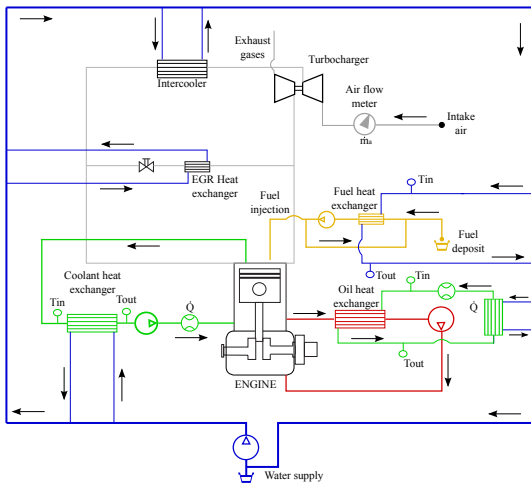 Exhaust
gases
Turbocharger
Intercooler
Air flow
meter
Intake
air
ṁa
EGR Heat
exchanger
Tin
Fuel
injection
Fuel heat
exchanger
Fuel
deposit
Tout
Tin
Coolant heat
exchanger
Tin
Tout
Q̇
Oil heat
exchanger
Q̇
Tout
ENGINE
Water supply